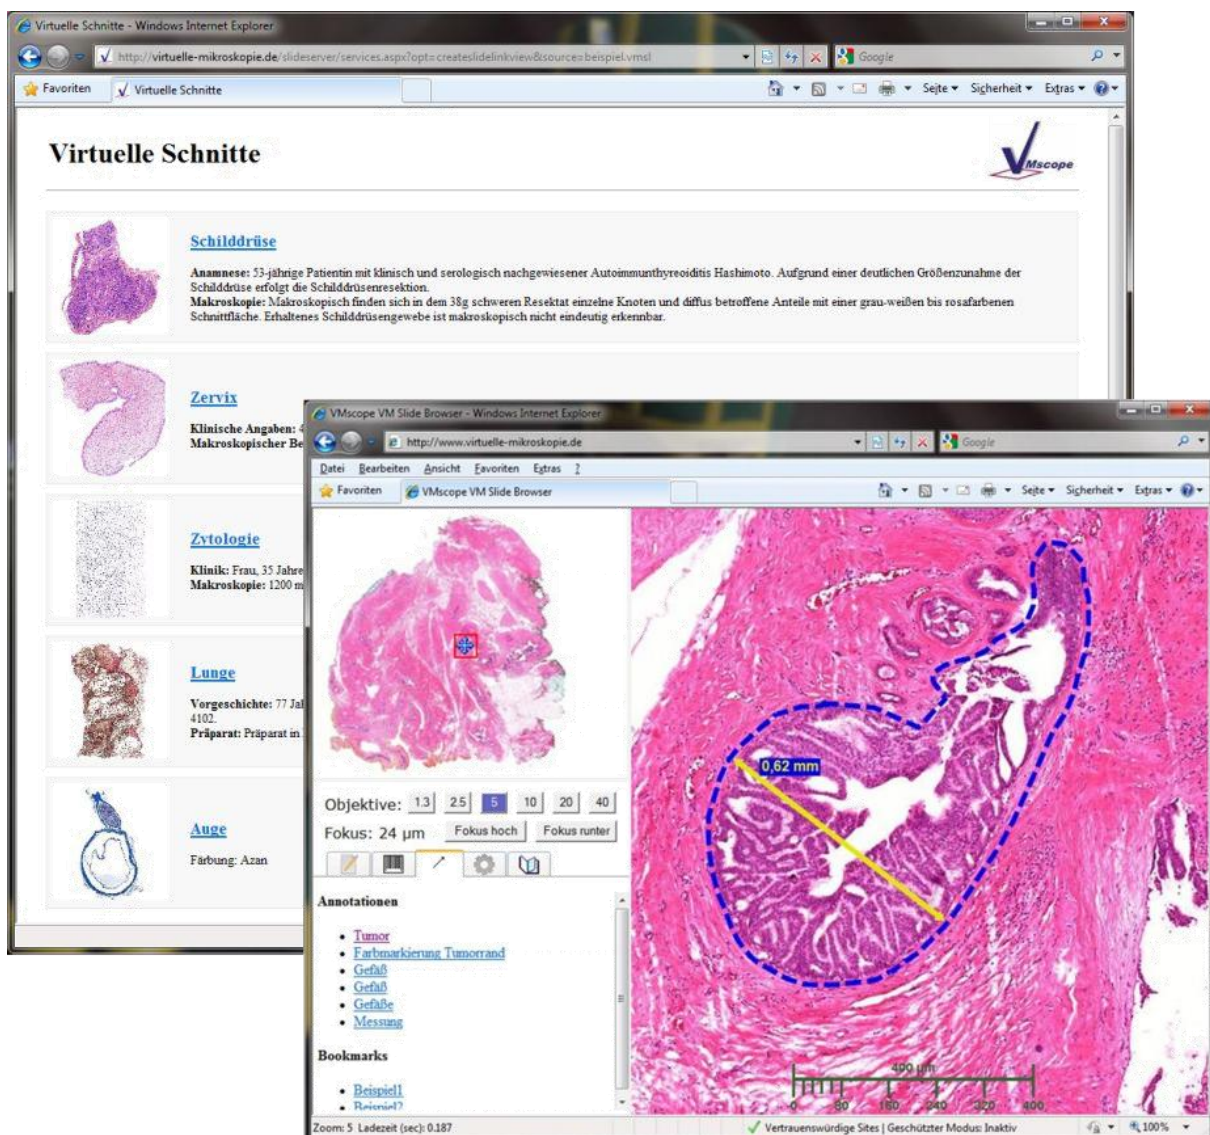 Virtuelle Schnitte - Windows Internet Explorer
http://virtuelle-mikroskopie.de/slideserver/services.aspx?opt=createslidelinkview&source=beispiel.vmsl
Google
Favoriten
Virtuelle Schnitte
Seite
Sicherheit
Extras
Virtuelle Schnitte
VMscope
Schilddrüse
Anamnese: 53-jährige Patientin mit klinisch und serologisch nachgewiesener Autoimmunthyreoiditis Hashimoto. Aufgrund einer deutlichen Größenzunahme der
Schilddrüse erfolgt die Schilddrüsenresektion.
Makroskopie: Makroskopisch finden sich in dem 38g schweren Resektat einzelne Knoten und diffus betroffene Anteile mit einer grau-weißen bis rosafarbenen
Schnittfläche. Erhaltenes Schilddrüsengewebe ist makroskopisch nicht eindeutig erkennbar.
Zervix
Klinische Angaben: 4
Makroskopischer Be
Zytologie
Klinik: Frau, 35 Jahre
Makroskopie: 1200 m
Lunge
Vorgeschichte: 77 Jah
4102.
Präparat: Präparat in
Auge
Färbung: Azan
VMscope VM Slide Browser - Windows Internet Explorer
http://www.virtuelle-mikroskopie.de
Google
Datei Bearbeiten Ansicht Favoriten Extras ?
Favoriten
VMscope VM Slide Browser
Seite
Sicherheit
Extras
Objektive: 1.3 2.5 5 10 20 40
Fokus: 24 µm Fokus hoch Fokus runter
Annotationen
Tumor
Farbmarkierung Tumorrand
Gefäß
Gefäß
Gefäße
Messung
Bookmarks
Beispiel1
Beispiel2
0,62 mm
400 µm
0 80 160 240 320 400
Zoom: 5 Ladezeit (sec): 0.187
Vertrauenswürdige Sites | Geschützter Modus: Inaktiv
100%